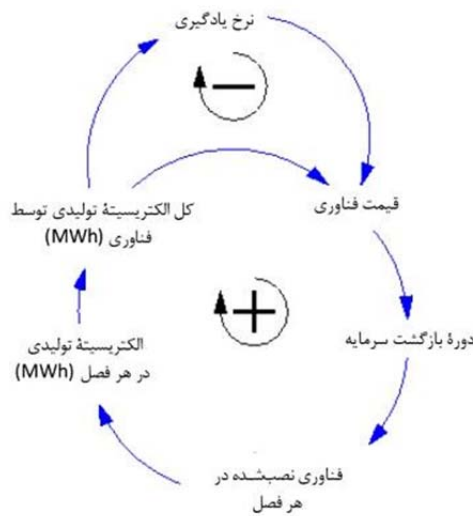 نرخ یادگیری
کل الکتریسیتهٔ تولیدی توسط
فناوری (MWh)
قیمت فناوری
الکتریسیتهٔ تولیدی
در هر فصل (MWh)
دورهٔ بازگشت سرمایه
فناوری نصب‌شده در
هر فصل